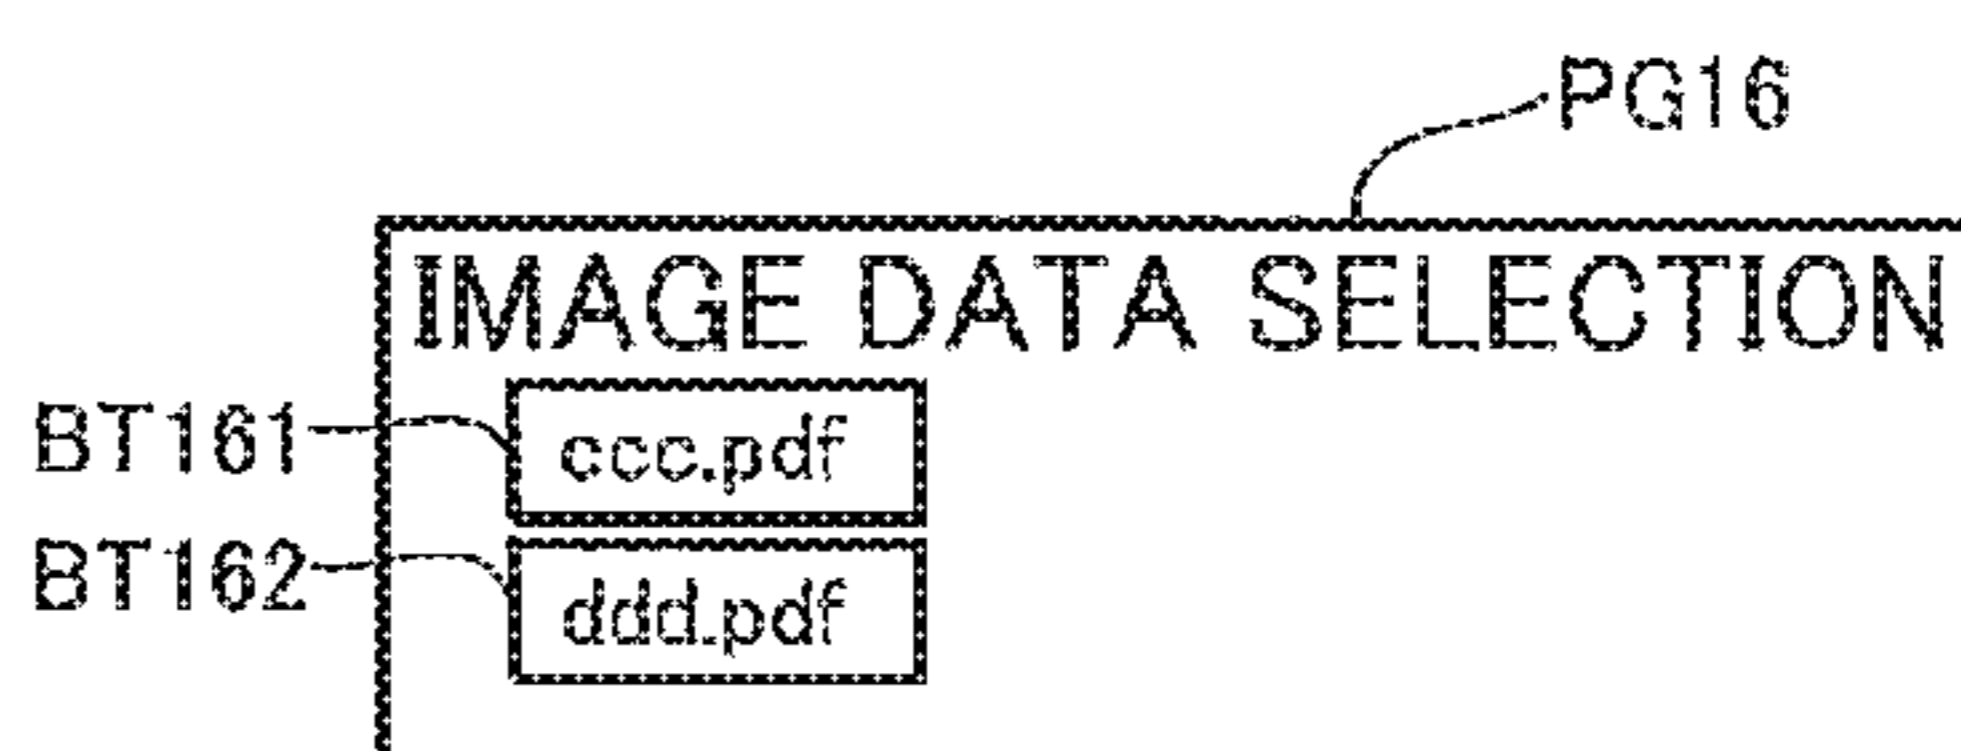 PG16
IMAGE DATA SELECTION
BT161 ccc.pdf
BT162 ddd.pdf